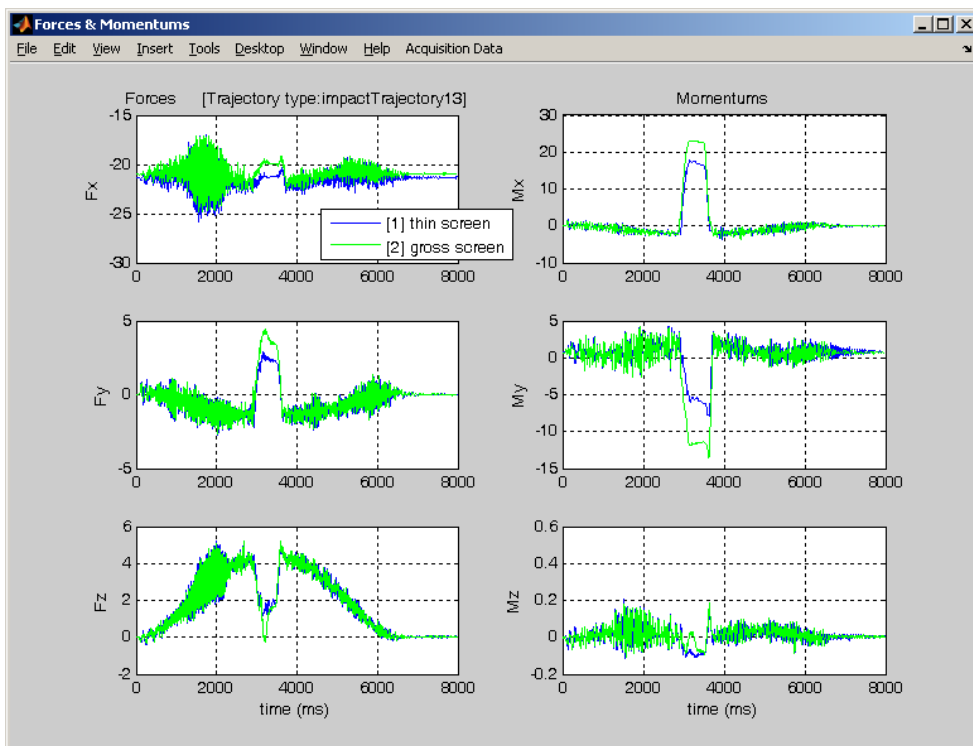 Forces & Momentums
File Edit View Insert Tools Desktop Window Help Acquisition Data
Forces [Trajectory type:impactTrajectory13]
Momentums
-15
-20
-25
-30
Fx
0 2000 4000 6000 8000
[1] thin screen
[2] gross screen
30
20
10
0
-10
Mx
0 2000 4000 6000 8000
5
0
-5
Fy
0 2000 4000 6000 8000
5
0
-5
-10
-15
My
0 2000 4000 6000 8000
6
4
2
0
-2
Fz
0 2000 4000 6000 8000
time (ms)
0.6
0.4
0.2
0
-0.2
Mz
0 2000 4000 6000 8000
time (ms)